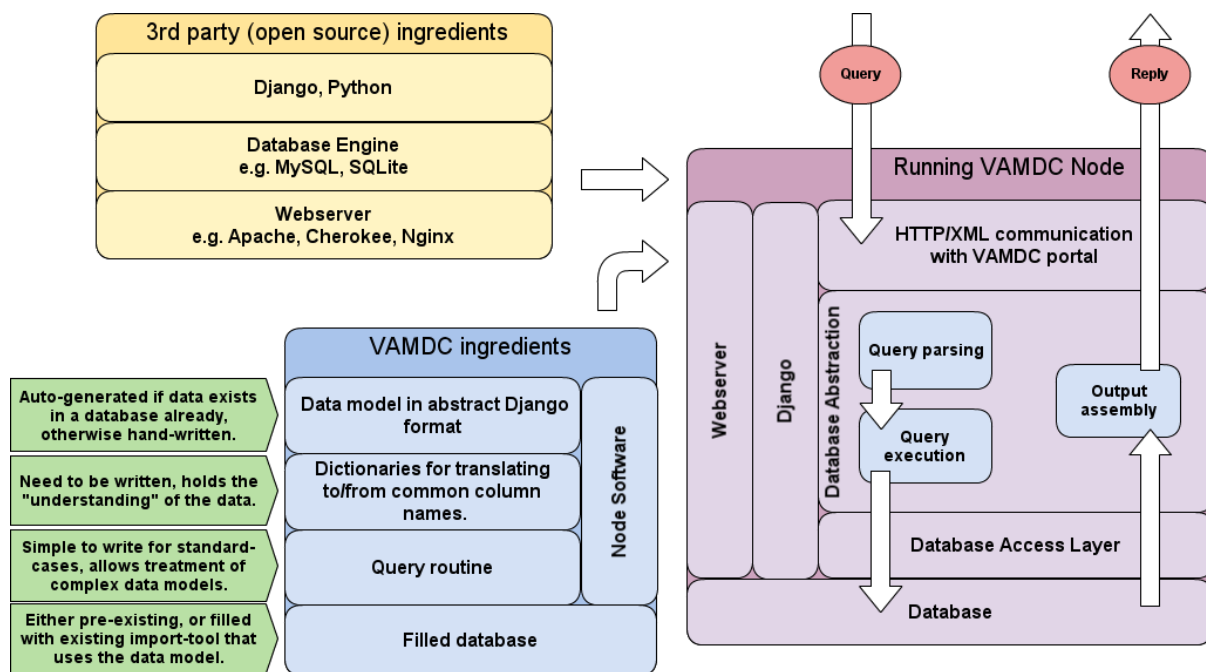 3rd party (open source) ingredients
Django, Python
Database Engine
e.g. MySQL, SQLite
Webserver
e.g. Apache, Cherokee, Nginx
VAMDC ingredients
Auto-generated if data exists
in a database already,
otherwise hand-written.
Data model in abstract Django
format
Need to be written, holds the
"understanding" of the data.
Dictionaries for translating
to/from common column
names.
Simple to write for standard-
cases, allows treatment of
complex data models.
Query routine
Either pre-existing, or filled
with existing import-tool that
uses the data model.
Filled database
Node Software
Query
Reply
Running VAMDC Node
Webserver
Django
HTTP/XML communication
with VAMDC portal
Database Abstraction
Query parsing
Query
execution
Output
assembly
Database Access Layer
Database